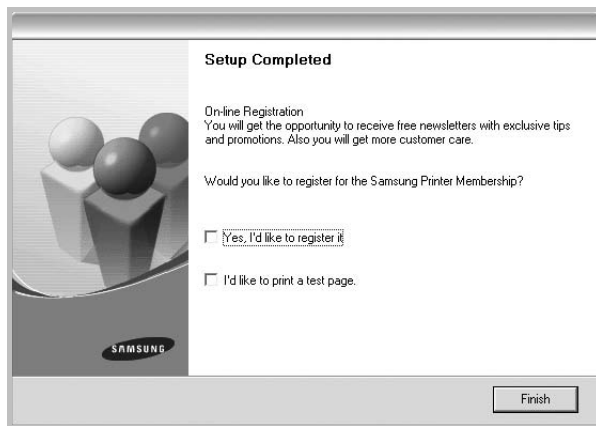 Setup Completed
On-line Registration
You will get the opportunity to receive free newsletters with exclusive tips
and promotions. Also you will get more customer care.
Would you like to register for the Samsung Printer Membership?
Yes, I'd like to register it
I'd like to print a test page.
SAMSUNG
Finish